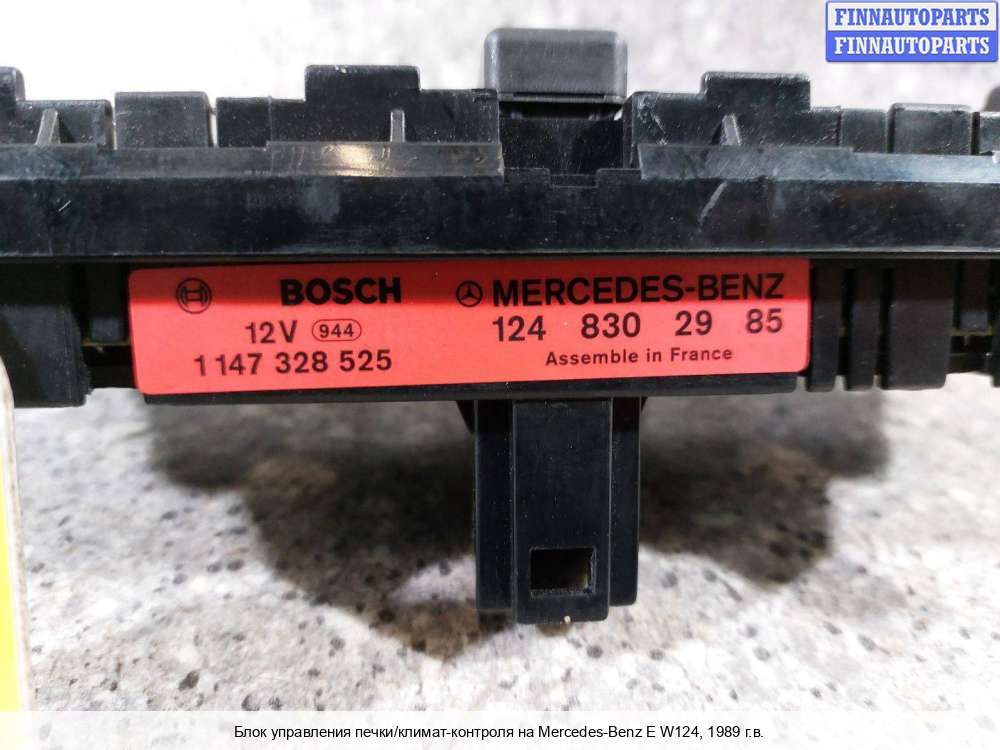 FINNAUTOPARTS
FINNAUTOPARTS
BOSCH
MERCEDES-BENZ
12V 944
124 830 29 85
1 147 328 525
Assemble in France
Блок управления печки/климат-контроля на Mercedes-Benz E W124, 1989 г.в.